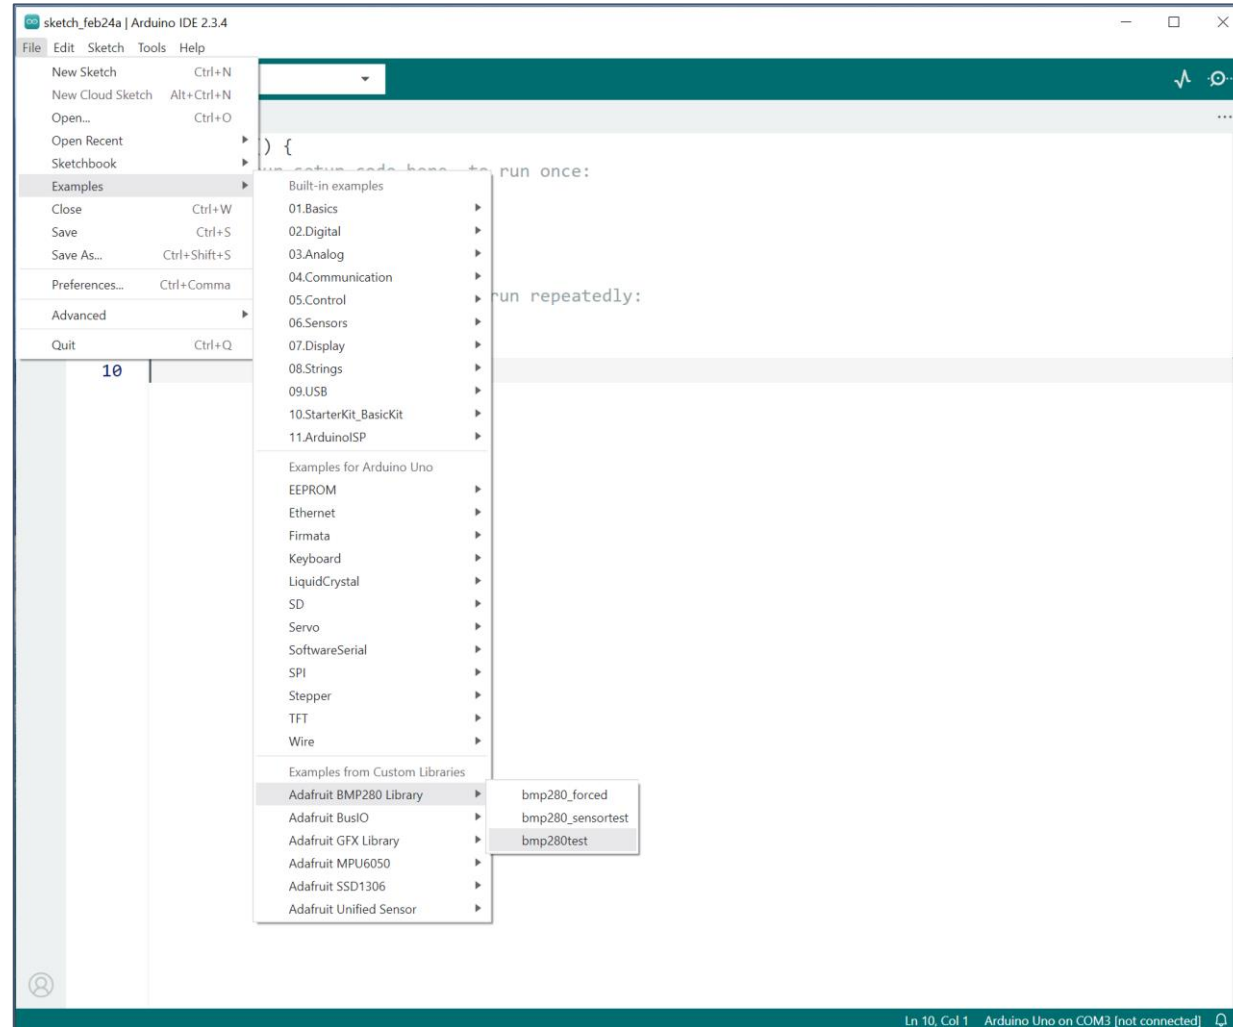 sketch_feb24a | Arduino IDE 2.3.4
File Edit Sketch Tools Help
New Sketch Ctrl+N
New Cloud Sketch Alt+Ctrl+N
Open... Ctrl+O
Open Recent
Sketchbook
Examples
Close Ctrl+W
Save Ctrl+S
Save As... Ctrl+Shift+S
Preferences... Ctrl+Comma
Advanced
Quit Ctrl+Q
) {
run once:
run repeatedly:
10
Built-in examples
01.Basics
02.Digital
03.Analog
04.Communication
05.Control
06.Sensors
07.Display
08.Strings
09.USB
10.StarterKit_BasicKit
11.ArduinoISP
Examples for Arduino Uno
EEPROM
Ethernet
Firmata
Keyboard
LiquidCrystal
SD
Servo
SoftwareSerial
SPI
Stepper
TFT
Wire
Examples from Custom Libraries
Adafruit BMP280 Library
Adafruit BusIO
Adafruit GFX Library
Adafruit MPU6050
Adafruit SSD1306
Adafruit Unified Sensor
bmp280_forced
bmp280_sensortest
bmp280test
Ln 10, Col 1 Arduino Uno on COM3 [not connected]